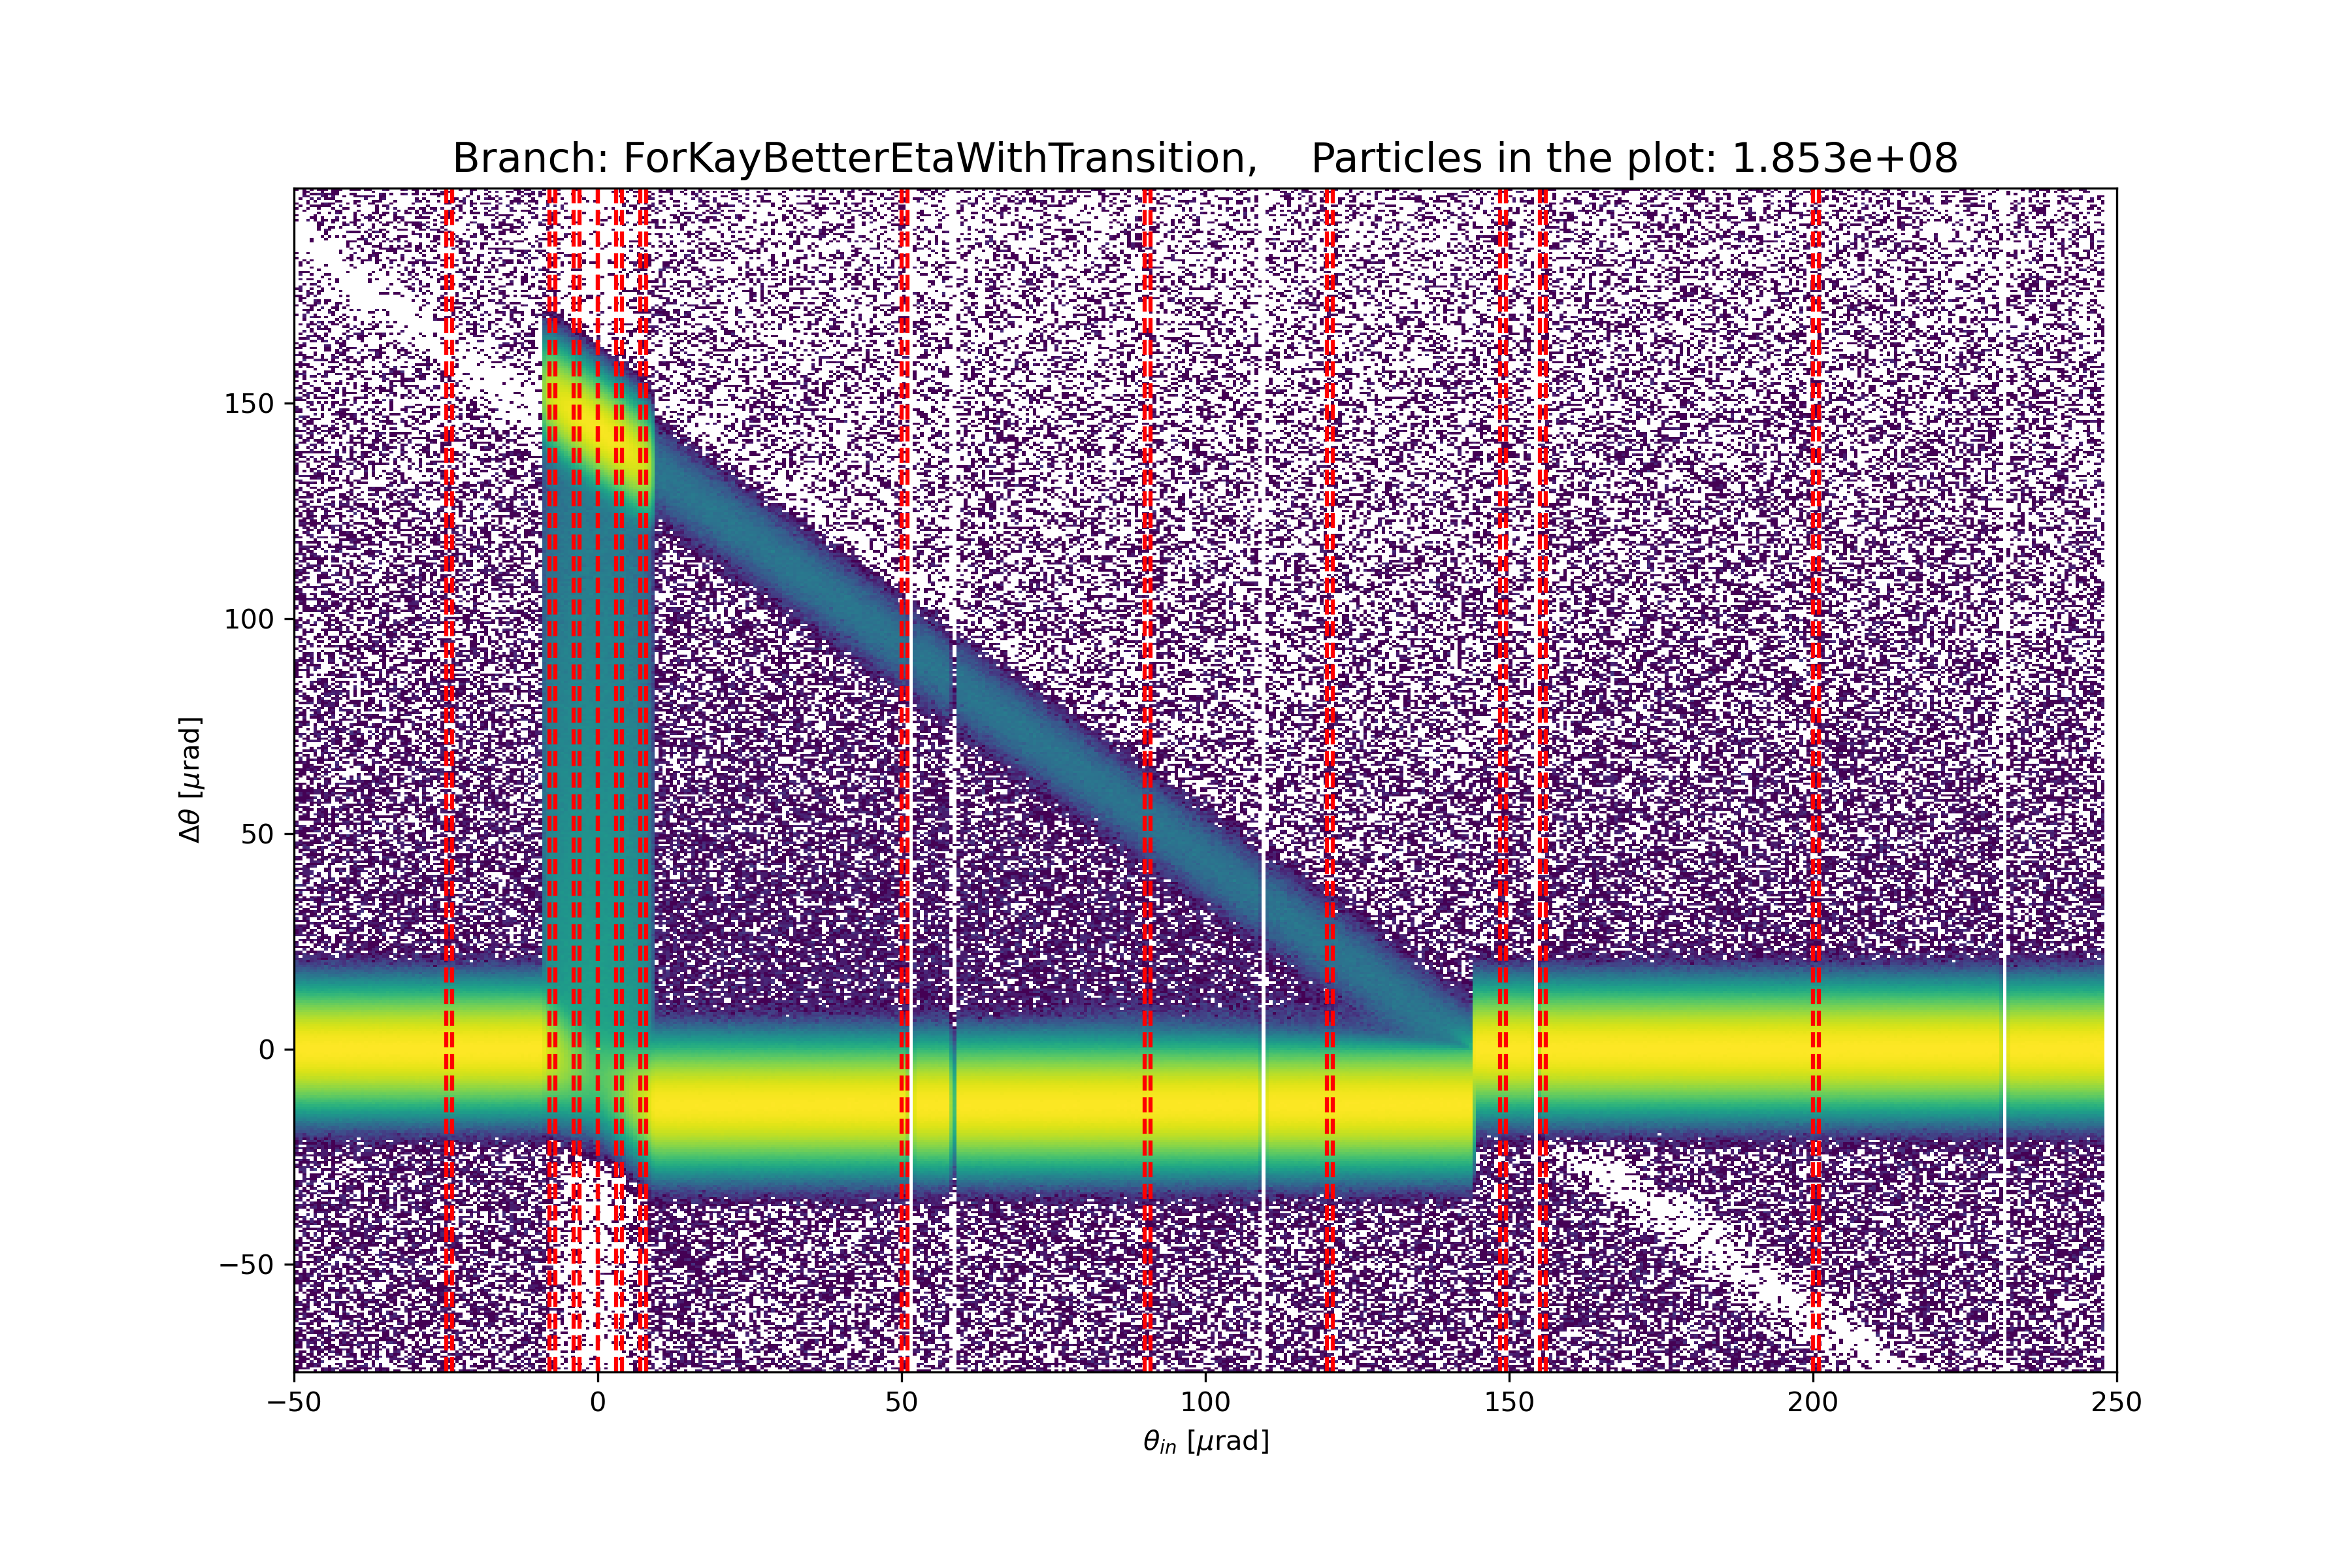 Branch: ForKayBetterEtaWithTransition,    Particles in the plot: 1.853e+08
150
100
50
0
−50
Δθ [μrad]
−50 0 50 100 150 200 250
θin [μrad]